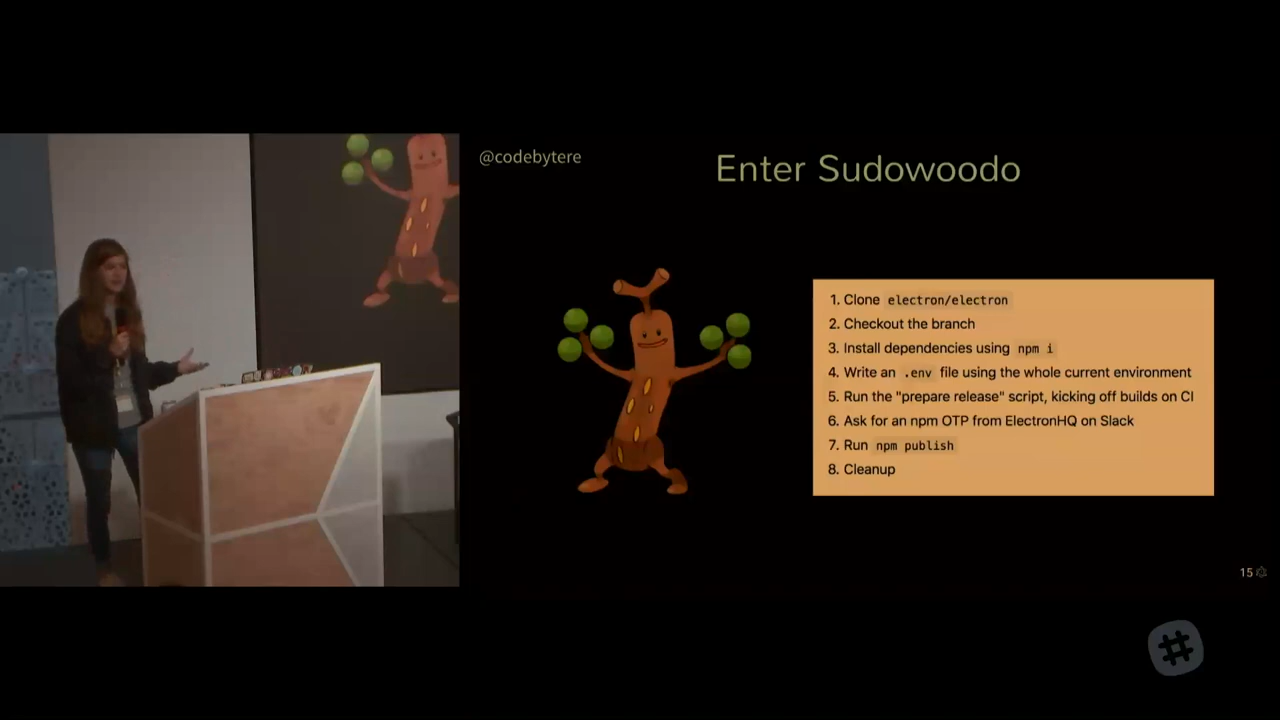 @codebytere
Enter Sudowoodo
1. Clone electron/electron
2. Checkout the branch
3. Install dependencies using npm i
4. Write an .env file using the whole current environment
5. Run the "prepare release" script, kicking off builds on CI
6. Ask for an npm OTP from ElectronHQ on Slack
7. Run npm publish
8. Cleanup
15